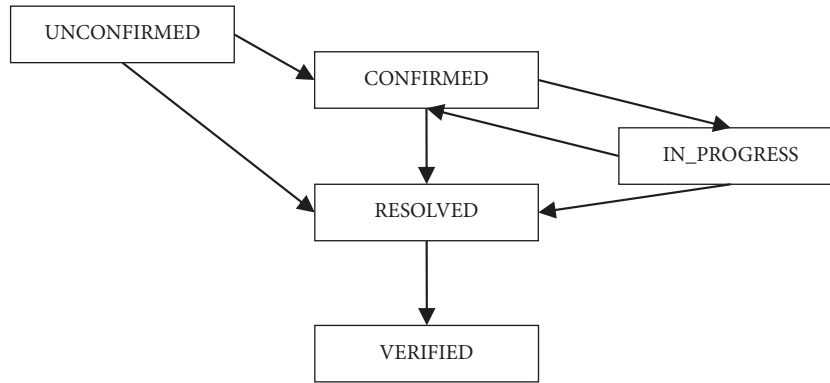 UNCONFIRMED
CONFIRMED
IN_PROGRESS
RESOLVED
VERIFIED